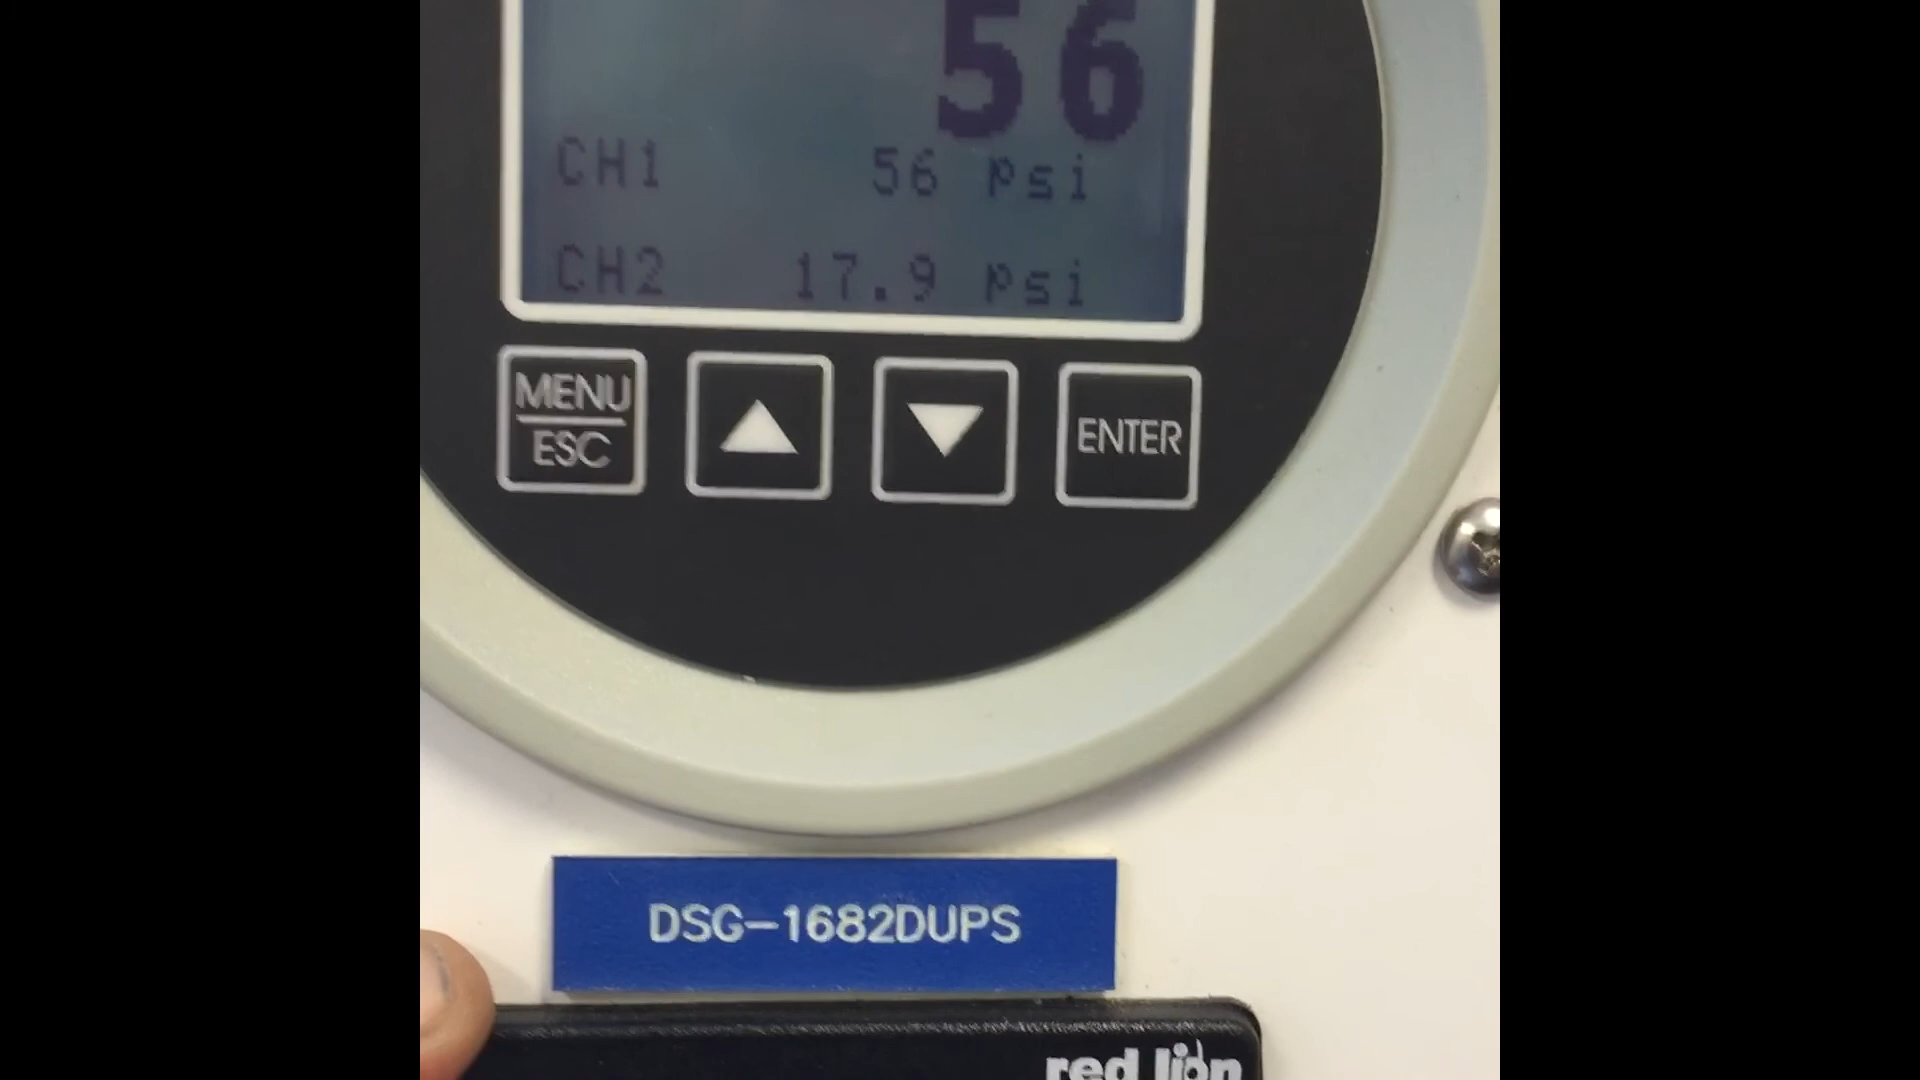 56
CH1 56 psi
CH2 17.9 psi
MENU
ESC
ENTER
DSG-1682DUPS
red lion